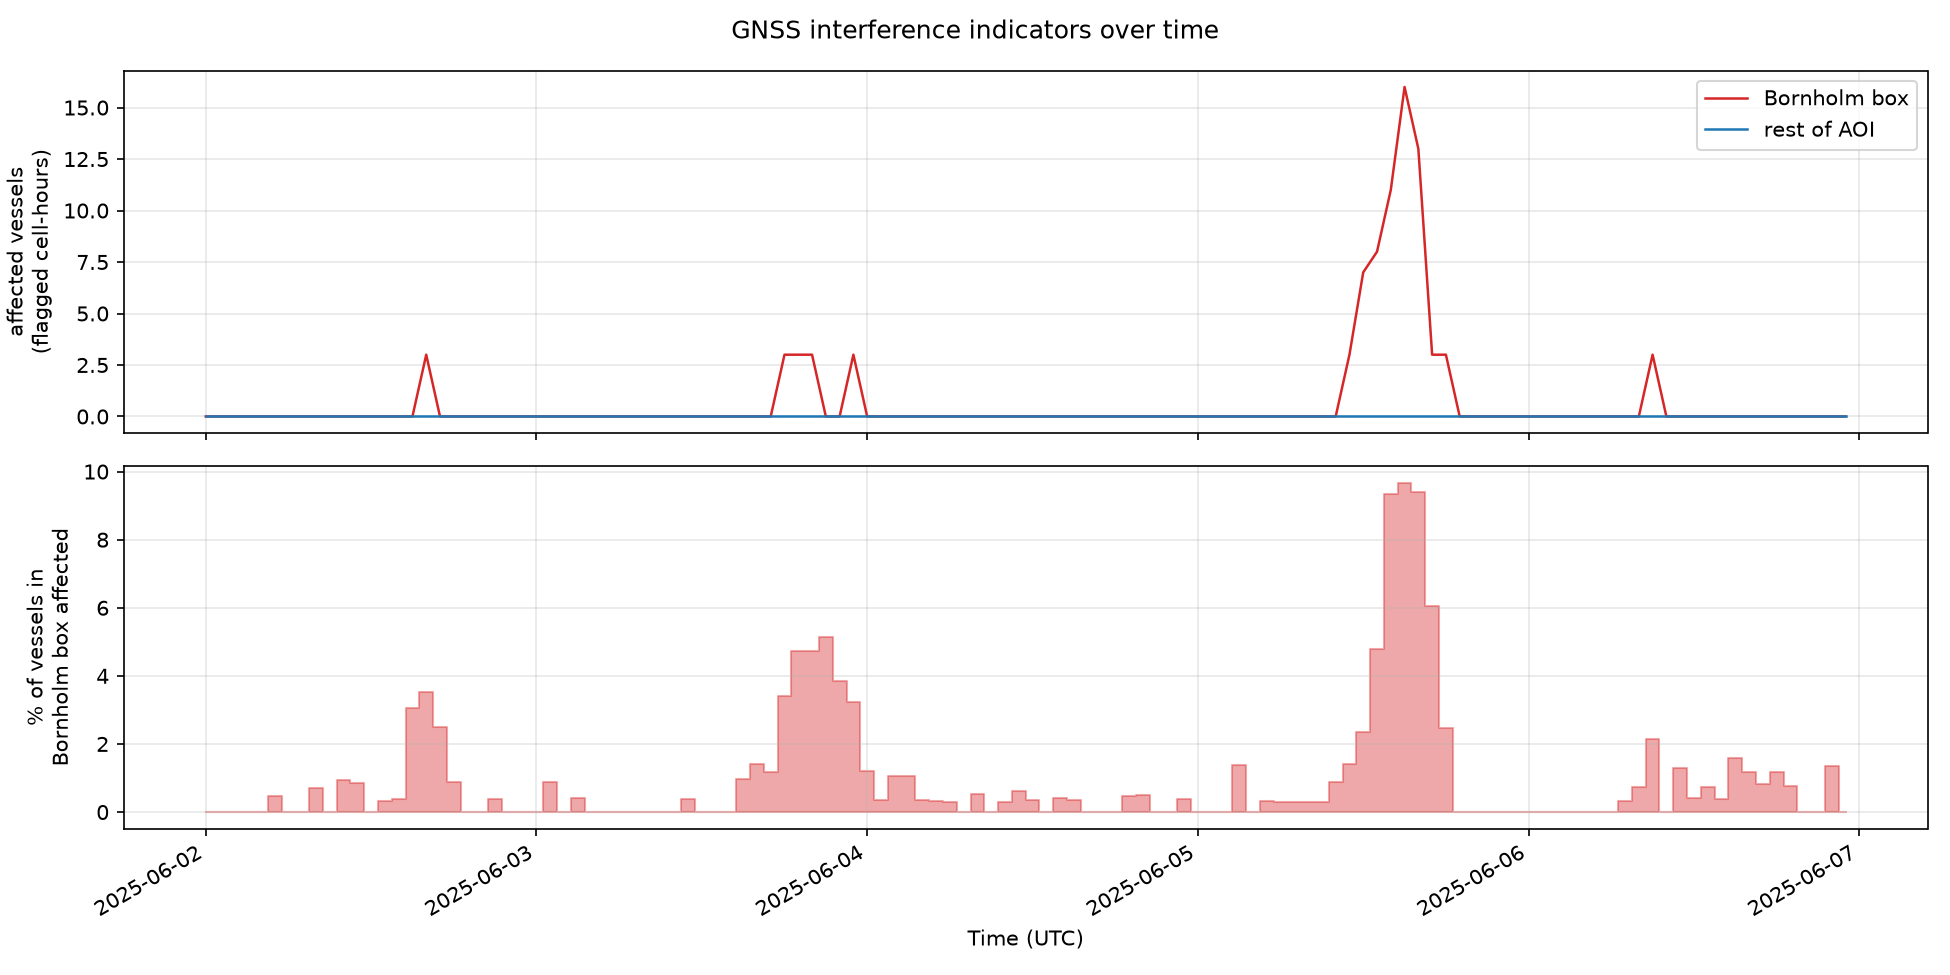 GNSS interference indicators over time
affected vessels
(flagged cell-hours)
15.0
12.5
10.0
7.5
5.0
2.5
0.0
Bornholm box
rest of AOI
% of vessels in
Bornholm box affected
10
8
6
4
2
0
2025-06-02
2025-06-03
2025-06-04
2025-06-05
2025-06-06
2025-06-07
Time (UTC)